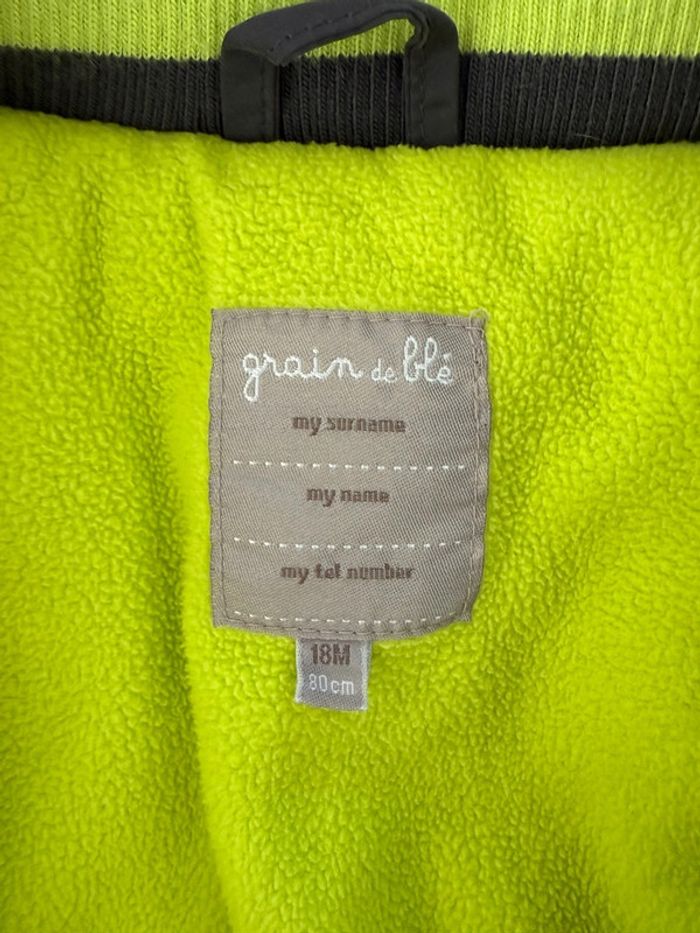 grain de blé
my surname
my name
my tel number
18M
80cm